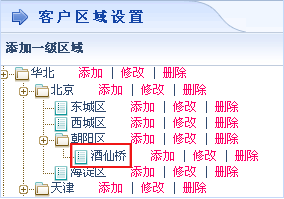 客户区域设置
添加一级区域
华北 添加 | 修改 | 删除
北京 添加 | 修改 | 删除
东城区 添加 | 修改 | 删除
西城区 添加 | 修改 | 删除
朝阳区 添加 | 修改 | 删除
酒仙桥 添加 | 修改 | 删除
海淀区 添加 | 修改 | 删除
天津 添加 | 修改 | 删除